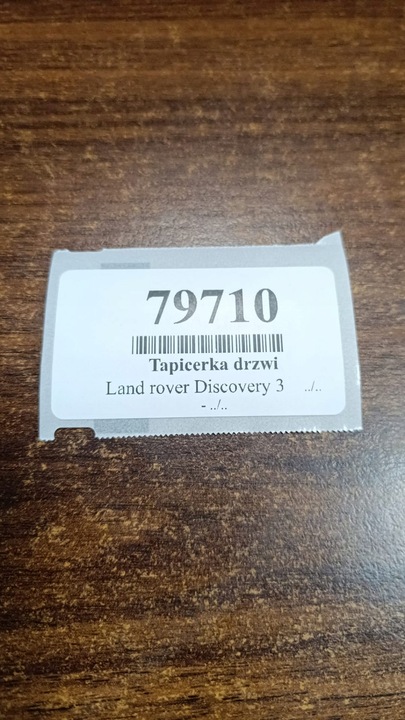 79710
Tapicerka drzwi
Land rover Discovery 3 ../..
- ../..